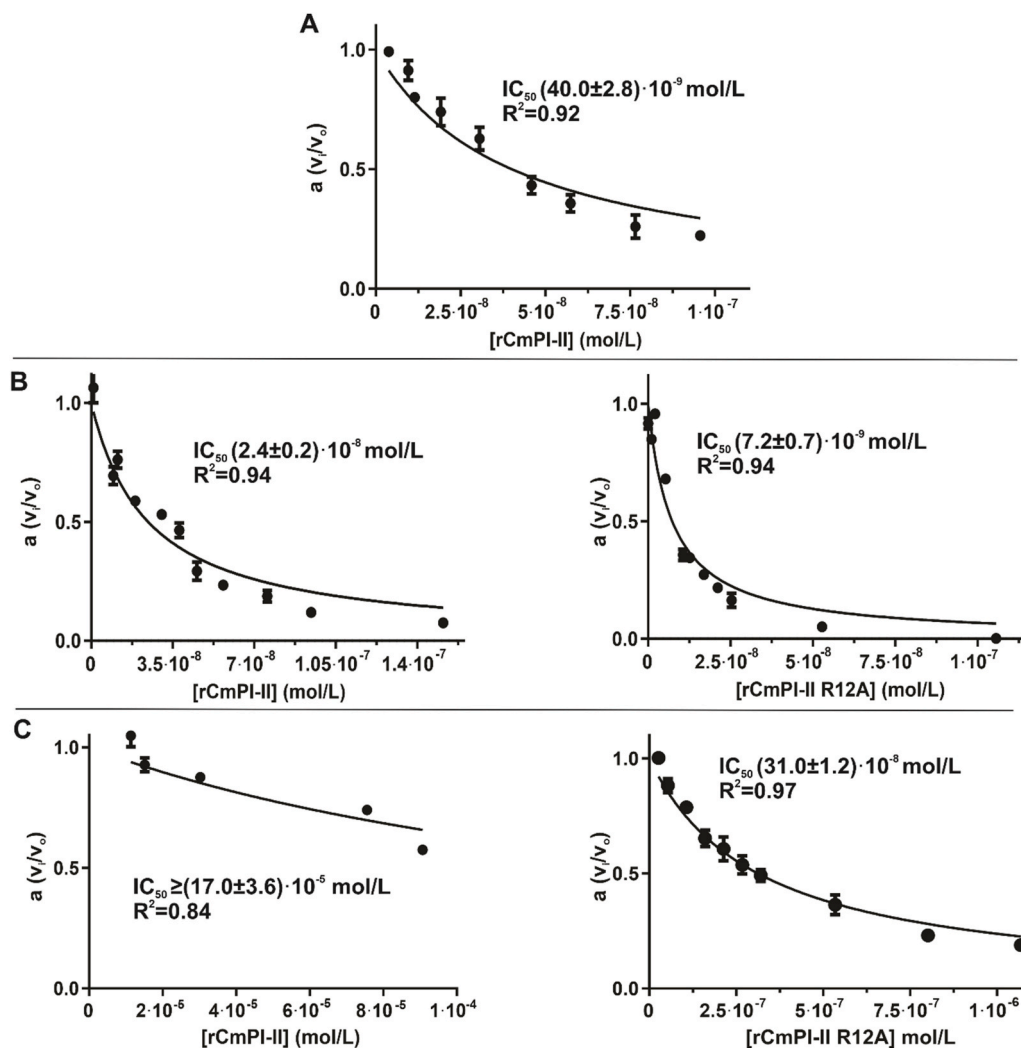 A
1.0
0.5
0.0
a (vᵢ/vₒ)
IC₅₀ (40.0±2.8)·10⁻⁹ mol/L
R²=0.92
0 2.5·10⁻⁸ 5·10⁻⁸ 7.5·10⁻⁸ 1·10⁻⁷
[rCmPI-II] (mol/L)
B
1.0
0.5
0.0
a (vᵢ/vₒ)
IC₅₀ (2.4±0.2)·10⁻⁸ mol/L
R²=0.94
0 3.5·10⁻⁸ 7·10⁻⁸ 1.05·10⁻⁷ 1.4·10⁻⁷
[rCmPI-II] (mol/L)
1.0
0.5
0.0
a (vᵢ/vₒ)
IC₅₀ (7.2±0.7)·10⁻⁹ mol/L
R²=0.94
0 2.5·10⁻⁸ 5·10⁻⁸ 7.5·10⁻⁸ 1·10⁻⁷
[rCmPI-II R12A] (mol/L)
C
1.0
0.5
0.0
a (vᵢ/vₒ)
IC₅₀ ≥(17.0±3.6)·10⁻⁵ mol/L
R²=0.84
0 2·10⁻⁵ 4·10⁻⁵ 6·10⁻⁵ 8·10⁻⁵ 1·10⁻⁴
[rCmPI-II] (mol/L)
1.0
0.5
0.0
a (vᵢ/vₒ)
IC₅₀ (31.0±1.2)·10⁻⁸ mol/L
R²=0.97
0 2.5·10⁻⁷ 5·10⁻⁷ 7.5·10⁻⁷ 1·10⁻⁶
[rCmPI-II R12A] mol/L